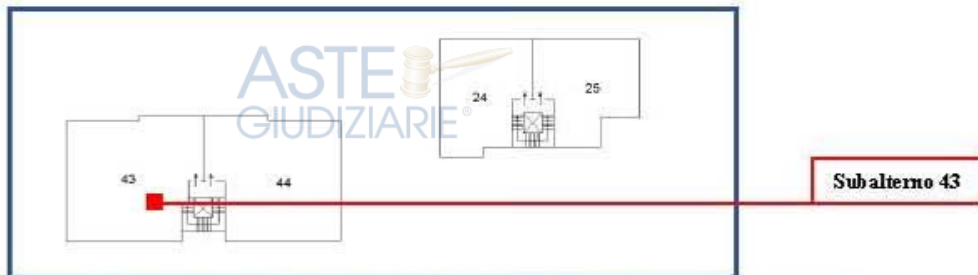 ASTE
GIUDIZIARIE®
24
25
43
44
Subalterno 43